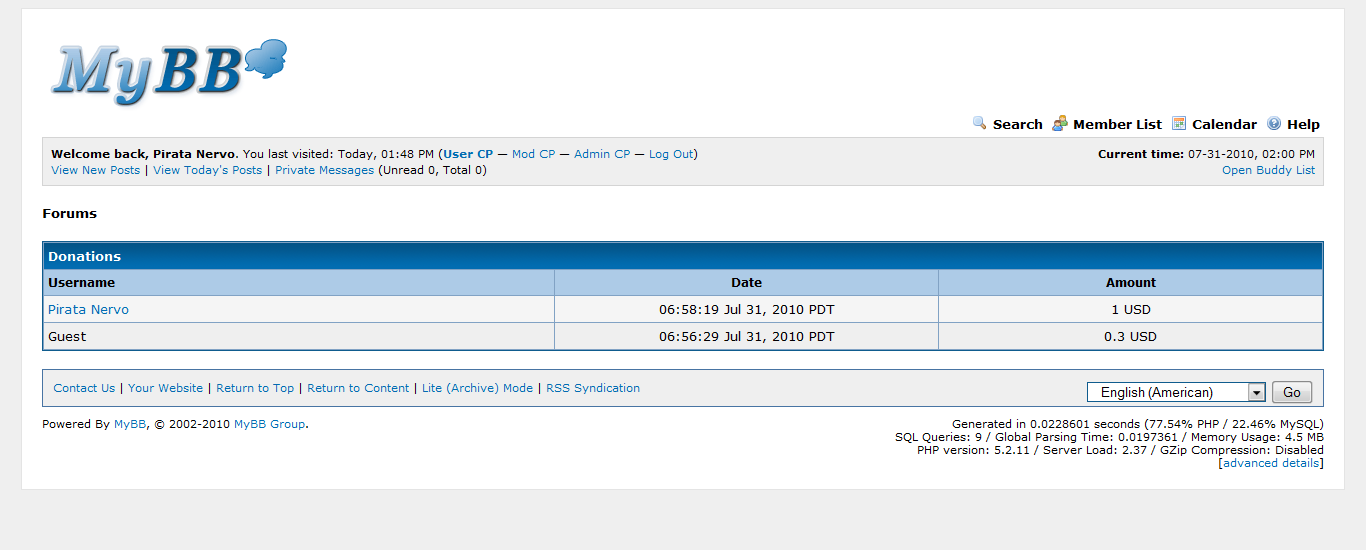 MyBB
Search Member List Calendar Help
Welcome back, Pirata Nervo. You last visited: Today, 01:48 PM (User CP — Mod CP — Admin CP — Log Out)
Current time: 07-31-2010, 02:00 PM
View New Posts | View Today's Posts | Private Messages (Unread 0, Total 0)
Open Buddy List
Forums
Donations
Username Date Amount
Pirata Nervo 06:58:19 Jul 31, 2010 PDT 1 USD
Guest 06:56:29 Jul 31, 2010 PDT 0.3 USD
Contact Us | Your Website | Return to Top | Return to Content | Lite (Archive) Mode | RSS Syndication
English (American) Go
Powered By MyBB, © 2002-2010 MyBB Group.
Generated in 0.0228601 seconds (77.54% PHP / 22.46% MySQL)
SQL Queries: 9 / Global Parsing Time: 0.0197361 / Memory Usage: 4.5 MB
PHP version: 5.2.11 / Server Load: 2.37 / GZip Compression: Disabled
[advanced details]